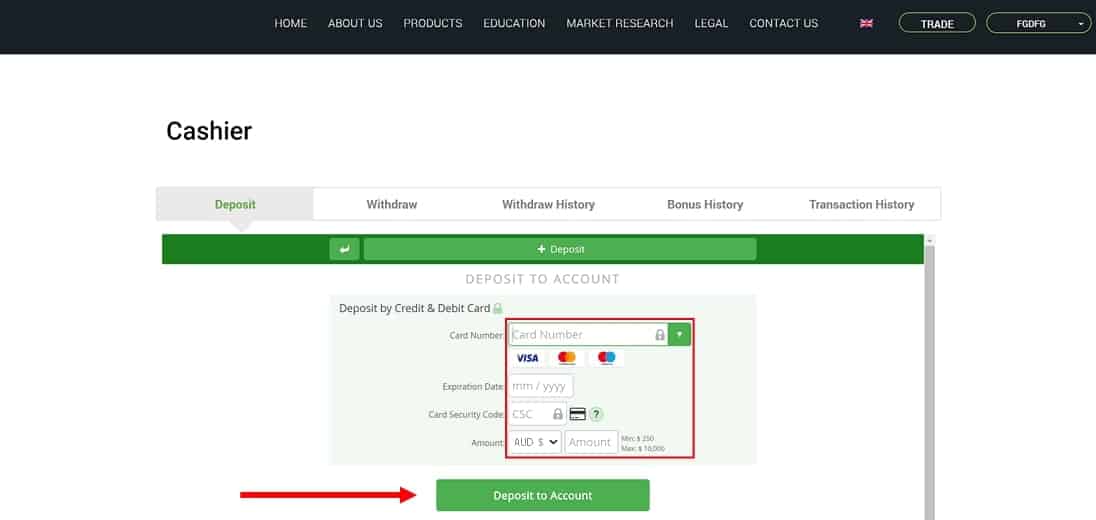 HOME ABOUT US PRODUCTS EDUCATION MARKET RESEARCH LEGAL CONTACT US TRADE FGDFG
Cashier
Deposit Withdraw Withdraw History Bonus History Transaction History
+ Deposit
DEPOSIT TO ACCOUNT
Deposit by Credit & Debit Card
Card Number: Card Number
VISA
Expiration Date: mm / yyyy
Card Security Code: CSC ?
Amount: AUD $ Amount Min: $ 250
Max: $ 10,000
Deposit to Account